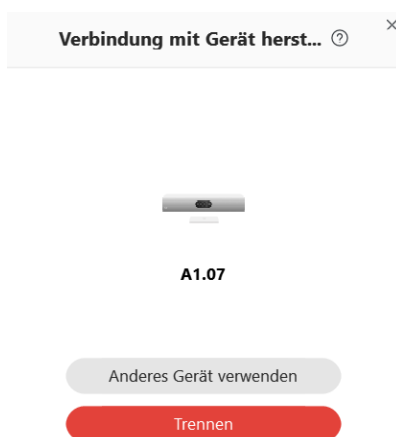 Verbindung mit Gerät herst...
A1.07
Anderes Gerät verwenden
Trennen